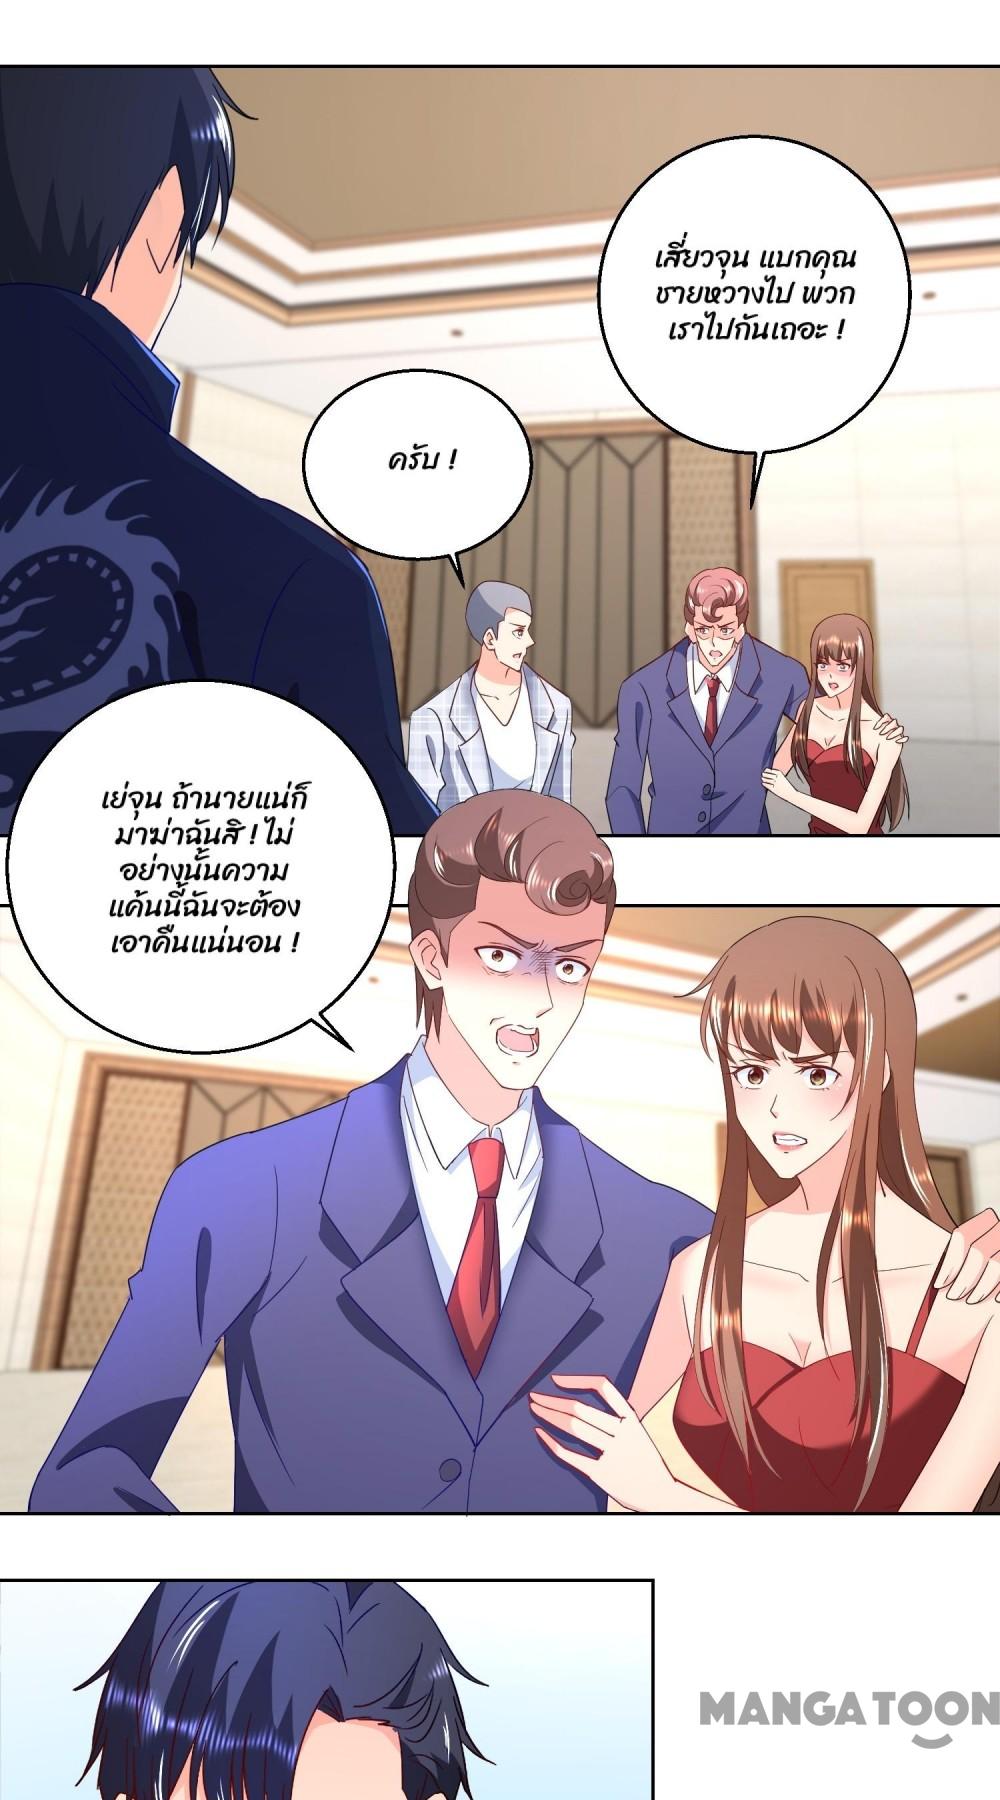 เสี่ยวจุน แบกคุณ
ชายหวางไป พวก
เราไปกันเถอะ !
ครับ !
เย่จุน ถ้านายแน่ก็
มาฆ่าฉันสิ ! ไม่
อย่างนั้นความ
แค้นนี้ฉันจะต้อง
เอาคืนแน่นอน !
MANGATOON